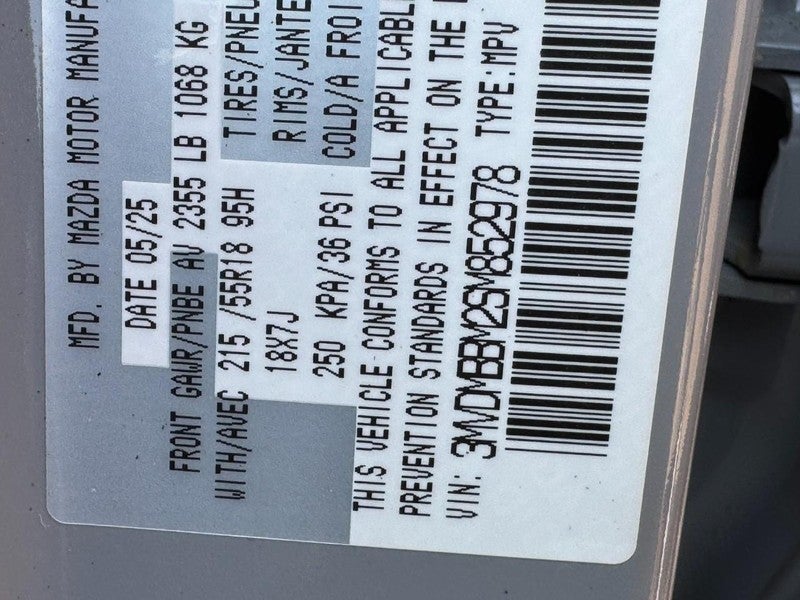 MFD. BY MAZDA MOTOR MANUFA
DATE 05/25
FRONT GAWR/PNBE AV 2355 LB 1068 KG
WITH/AVEC 215 /55R18 95H TIRES/PNEU
18X7J RIMS/JANTE
250 KPA/36 PSI COLD/A FROI
THIS VEHICLE CONFORMS TO ALL APPLICABL
PREVENTION STANDARDS IN EFFECT ON THE
VIN: 3MVDMBBM2SM852978 TYPE:MPV